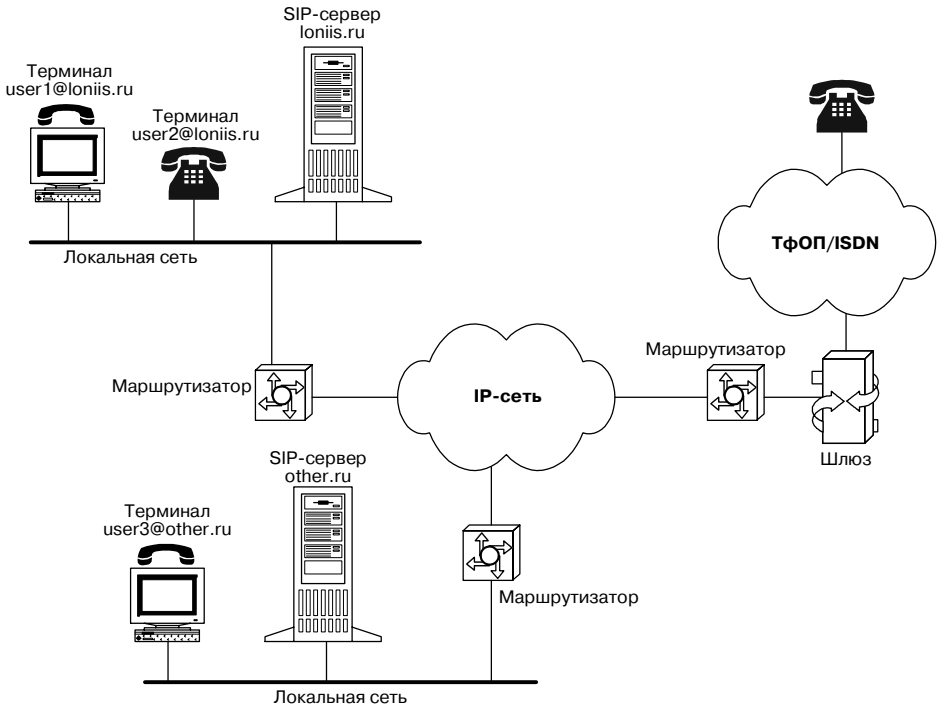 SIP-сервер
loniis.ru
Терминал
user1@loniis.ru
Терминал
user2@loniis.ru
Локальная сеть
ТфОП/ISDN
Маршрутизатор
IP-сеть
Маршрутизатор
Шлюз
SIP-сервер
other.ru
Терминал
user3@other.ru
Маршрутизатор
Локальная сеть